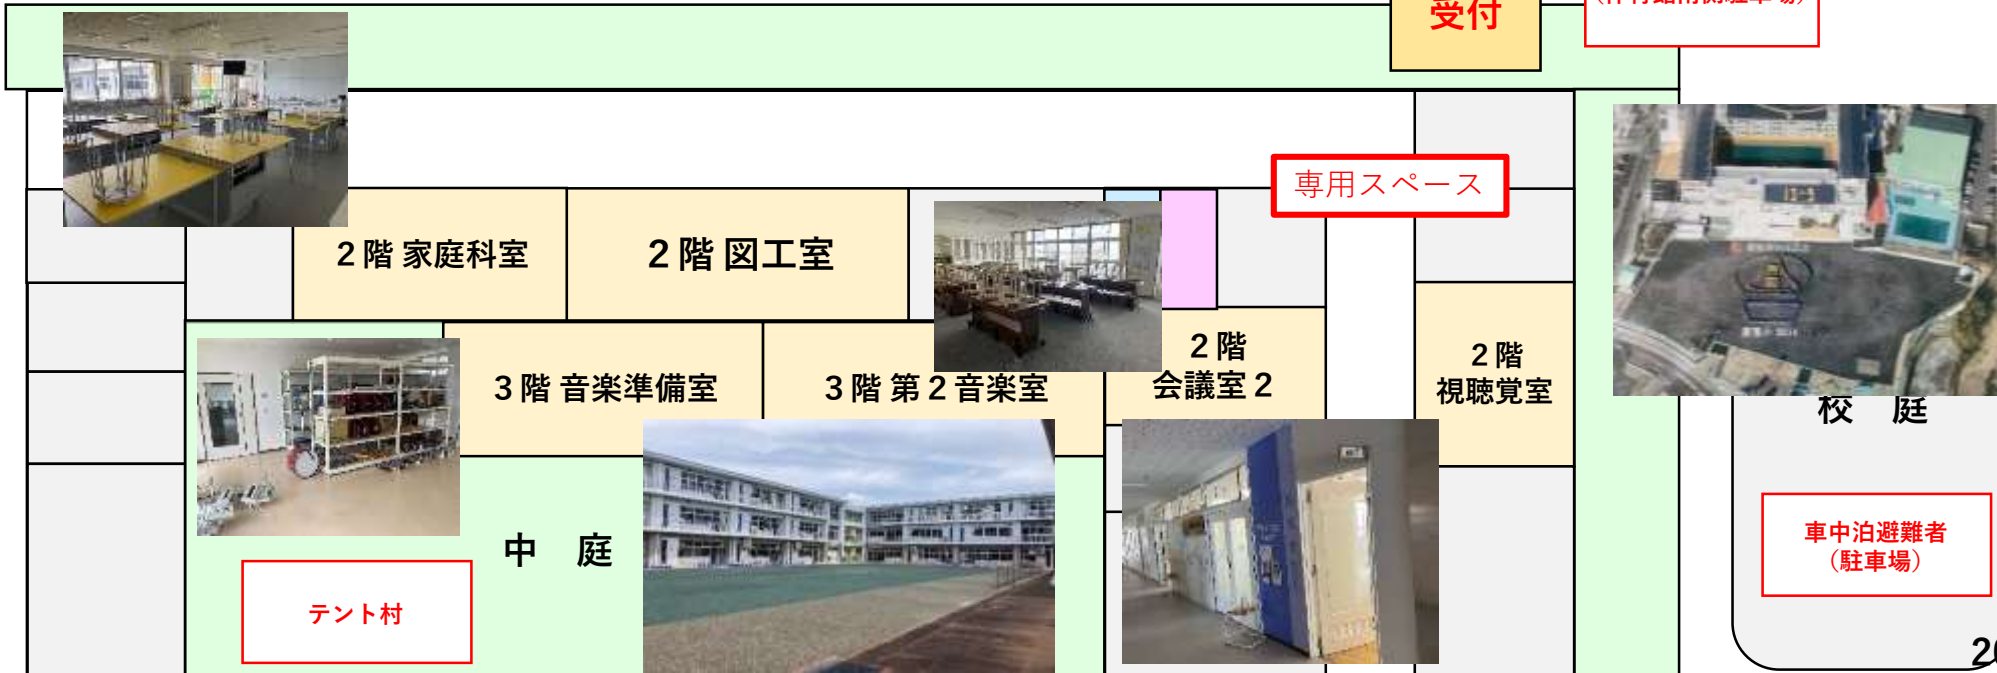 受付
専用スペース
２階 家庭科室
２階 図工室
３階 音楽準備室
３階 第２音楽室
２階
会議室２
２階
視聴覚室
校　庭
中　庭
テント村
車中泊避難者
（駐車場）